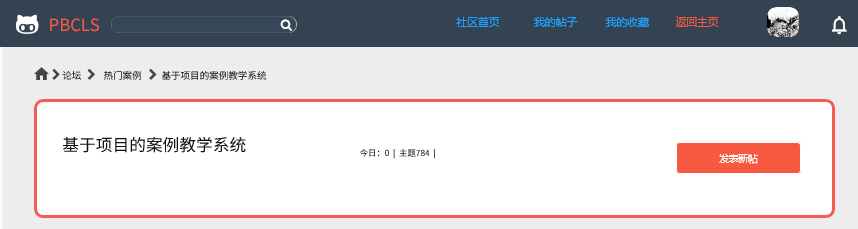 PBCLS 社区首页 我的帖子 我的收藏 返回主页
论坛 热门案例 基于项目的案例教学系统
基于项目的案例教学系统
今日：0 | 主题784 |
发表新帖